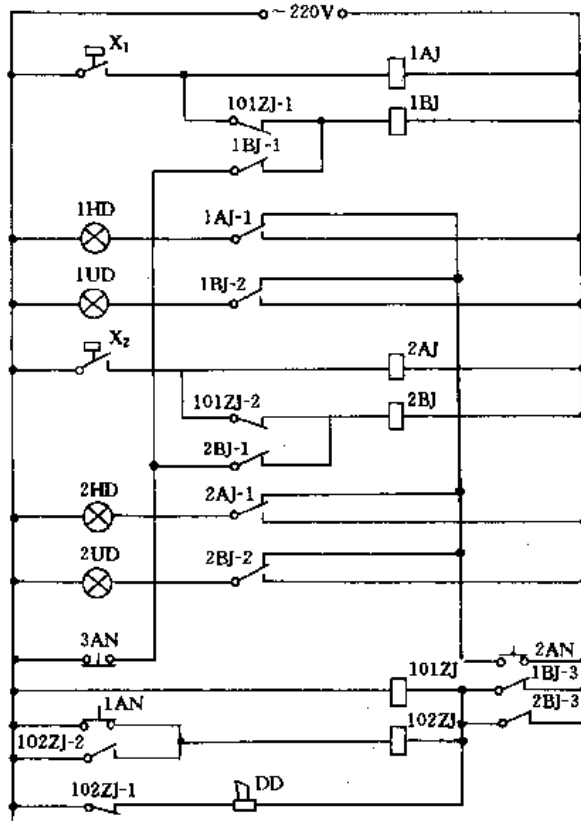 ~220V
X₁ 1AJ
101ZJ-1 1BJ
1BJ-1
1HD 1AJ-1
1UD 1BJ-2
X₂ 2AJ
101ZJ-2 2BJ
2BJ-1
2HD 2AJ-1
2UD 2BJ-2
3AN 2AN
101ZJ 1BJ-3
1AN 102ZJ 2BJ-3
102ZJ-2
102ZJ-1 DD